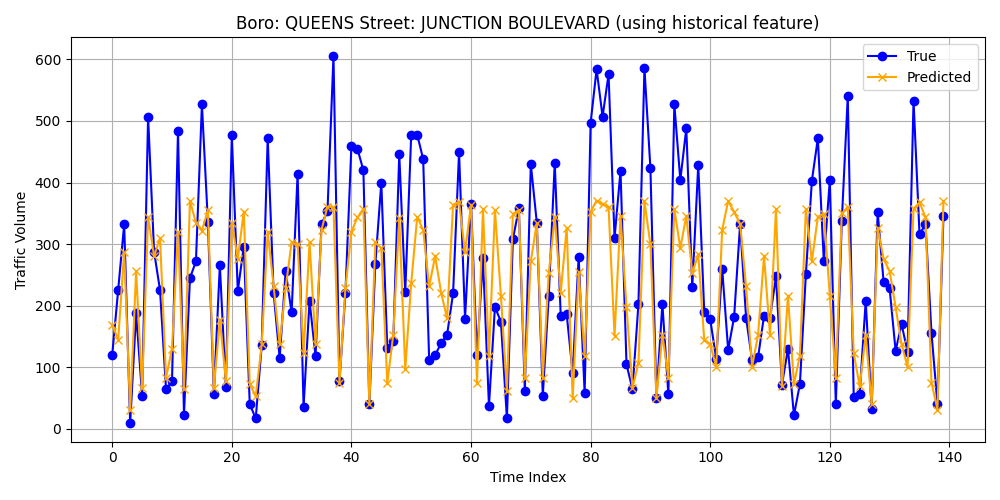 Boro: QUEENS Street: JUNCTION BOULEVARD (using historical feature)
True
Predicted
Traffic Volume
600
500
400
300
200
100
0
0 20 40 60 80 100 120 140
Time Index